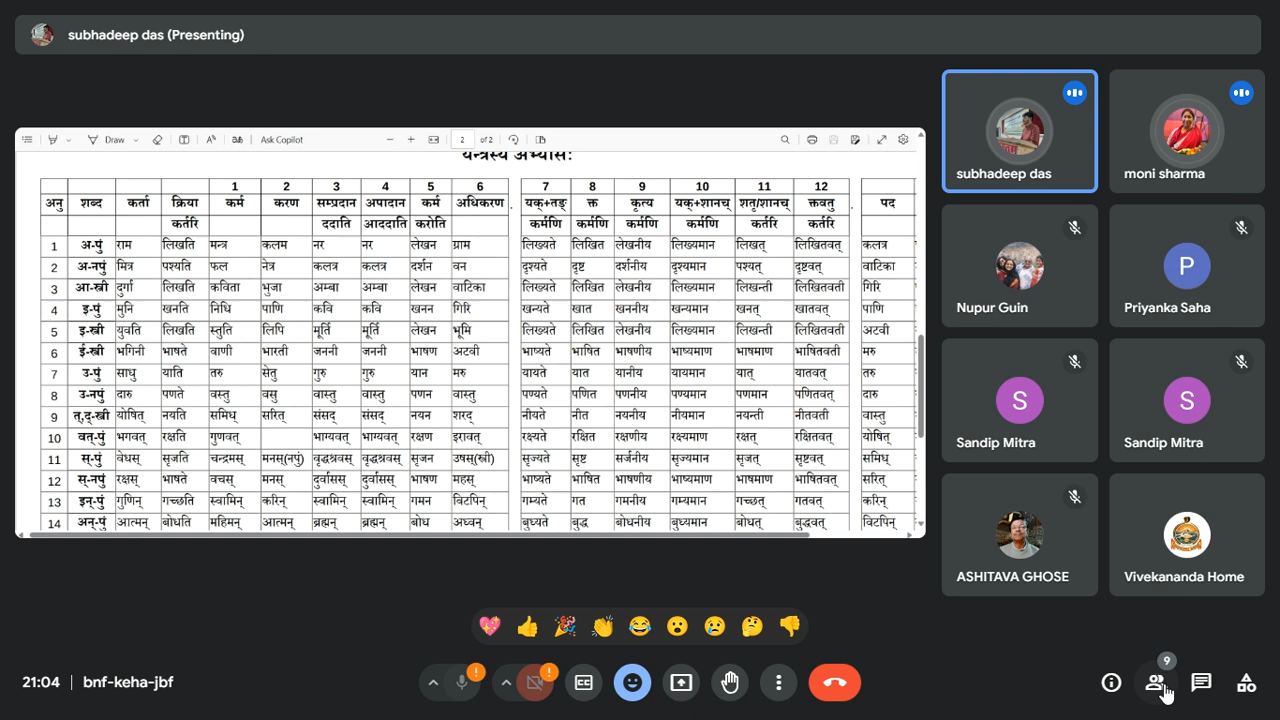 subhadeep das (Presenting)
Draw Ask Copilot 2 of 2
यन्त्रस्य अभ्यासः
1 2 3 4 5 6 7 8 9 10 11 12
अनु शब्द कर्ता क्रिया कर्म करण सम्प्रदान अपादान कर्म अधिकरण . यक्+तङ् क्त कृत्य यक्+शानच् शतृ/शानच् क्तवतु . पद
कर्तरि ददाति आददाति करोति कर्मणि कर्मणि कर्मणि कर्मणि कर्तरि कर्तरि
1 अ-पुं राम लिखति मन्त्र कलम नर नर लेखन ग्राम लिख्यते लिखित लेखनीय लिख्यमान लिखत् लिखितवत् कलत्र
2 अ-नपुं मित्र पश्यति फल नेत्र कलत्र कलत्र दर्शन वन दृश्यते दृष्ट दर्शनीय दृश्यमान पश्यत् दृष्टवत् वाटिका
3 आ-स्त्री दुर्गा लिखति कविता भुजा अम्बा अम्बा लेखन वाटिका लिख्यते लिखित लेखनीय लिख्यमान लिखन्ती लिखितवती गिरि
4 इ-पुं मुनि खनति निधि पाणि कवि कवि खनन गिरि खन्यते खात खननीय खन्यमान खनत् खातवत् पाणि
5 इ-स्त्री युवति लिखति स्तुति लिपि मूर्ति मूर्ति लेखन भूमि लिख्यते लिखित लेखनीय लिख्यमान लिखन्ती लिखितवती अटवी
6 ई-स्त्री भगिनी भाषते वाणी भारती जननी जननी भाषण अटवी भाष्यते भाषित भाषणीय भाष्यमाण भाषमाण भाषितवती मरु
7 उ-पुं साधु याति तरु सेतु गुरु गुरु यान मरु यायते यात यानीय यायमान यात् यातवत् तरु
8 उ-नपुं दारु पणते वस्तु वसु वास्तु वास्तु पणन वास्तु पण्यते पणित पणनीय पण्यमान पणमान पणितवत् दारु
9 त्,द्-स्त्री योषित् नयति समिध् सरित् संसद् संसद् नयन शरद् नीयते नीत नयनीय नीयमान नयन्ती नीतवती वास्तु
10 वत्-पुं भगवत् रक्षति गुणवत् भाग्यवत् भाग्यवत् रक्षण इरावत् रक्ष्यते रक्षित रक्षणीय रक्ष्यमाण रक्षत् रक्षितवत् योषित्
11 स्-पुं वेधस् सृजति चन्द्रमस् मनस्(नपुं) वृद्धश्रवस् वृद्धश्रवस् सृजन उषस्(स्त्री) सृज्यते सृष्ट सर्जनीय सृज्यमान सृजत् सृष्टवत् समिध्
12 स्-नपुं रक्षस् भाषते वचस् मनस् दुर्वासस् दुर्वासस् भाषण महस् भाष्यते भाषित भाषणीय भाष्यमाण भाषमाण भाषितवत् सरित्
13 इन्-पुं गुणिन् गच्छति स्वामिन् करिन् स्वामिन् स्वामिन् गमन विटपिन् गम्यते गत गमनीय गम्यमान गच्छत् गतवत् करिन्
14 अन्-पुं आत्मन् बोधति महिमन् आत्मन् ब्रह्मन् ब्रह्मन् बोध अध्वन् बुध्यते बुद्ध बोधनीय बुध्यमान बोधत् बुद्धवत् विटपिन्
subhadeep das moni sharma
Nupur Guin P Priyanka Saha
S Sandip Mitra S Sandip Mitra
ASHITAVA GHOSE Vivekananda Home
21:04 | bnf-keha-jbf 9